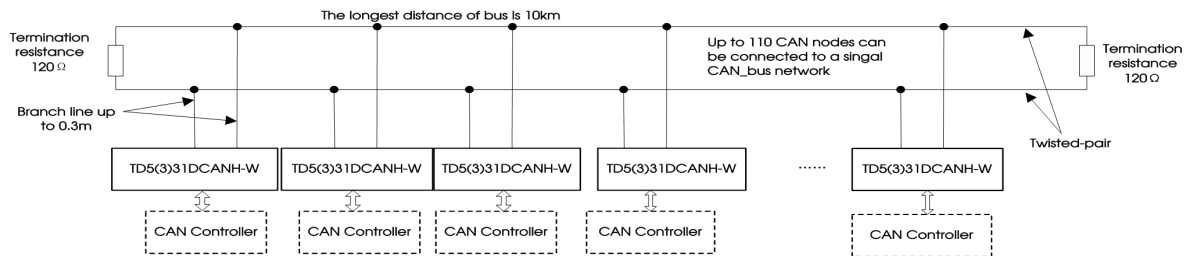 The longest distance of bus is 10km
Termination
resistance
120Ω
Up to 110 CAN nodes can
be connected to a singal
CAN_bus network
Termination
resistance
120Ω
Branch line up
to 0.3m
Twisted-pair
TD5(3)31DCANH-W
TD5(3)31DCANH-W
TD5(3)31DCANH-W
TD5(3)31DCANH-W
......
TD5(3)31DCANH-W
CAN Controller
CAN Controller
CAN Controller
CAN Controller
CAN Controller